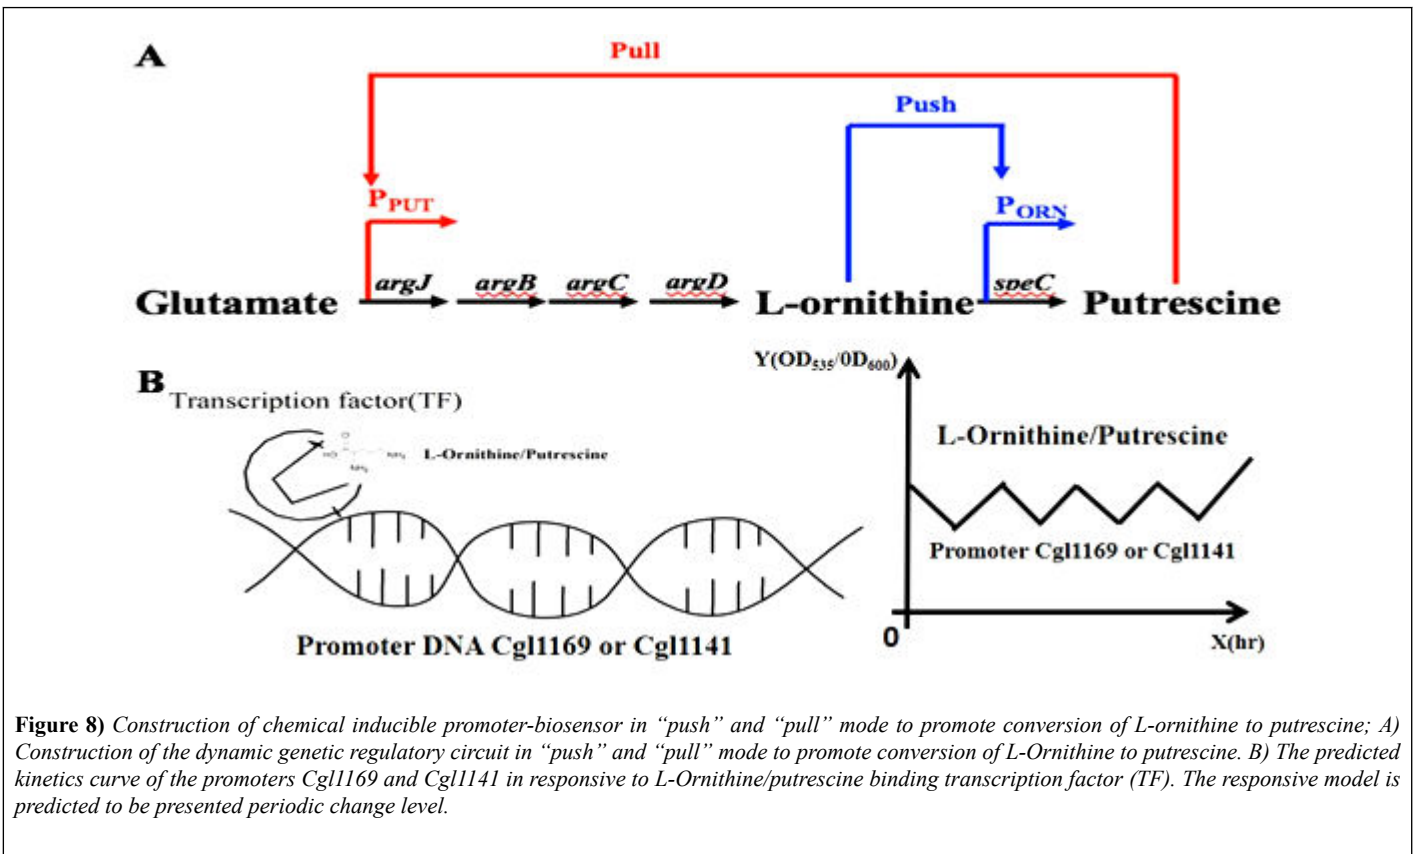 A
Pull
Push
P_PUT
P_ORN
argJ argB argC argD speC
Glutamate L-ornithine Putrescine
Y(OD535/0D600)
B
Transcription factor(TF)
L-Ornithine/Putrescine
HO O NH2 NH2
L-Ornithine/Putrescine
Promoter Cgl1169 or Cgl1141
Promoter DNA Cgl1169 or Cgl1141
0
X(hr)
Figure 8) Construction of chemical inducible promoter-biosensor in “push” and “pull” mode to promote conversion of L-ornithine to putrescine; A)
Construction of the dynamic genetic regulatory circuit in “push” and “pull” mode to promote conversion of L-Ornithine to putrescine. B) The predicted
kinetics curve of the promoters Cgl1169 and Cgl1141 in responsive to L-Ornithine/putrescine binding transcription factor (TF). The responsive model is
predicted to be presented periodic change level.